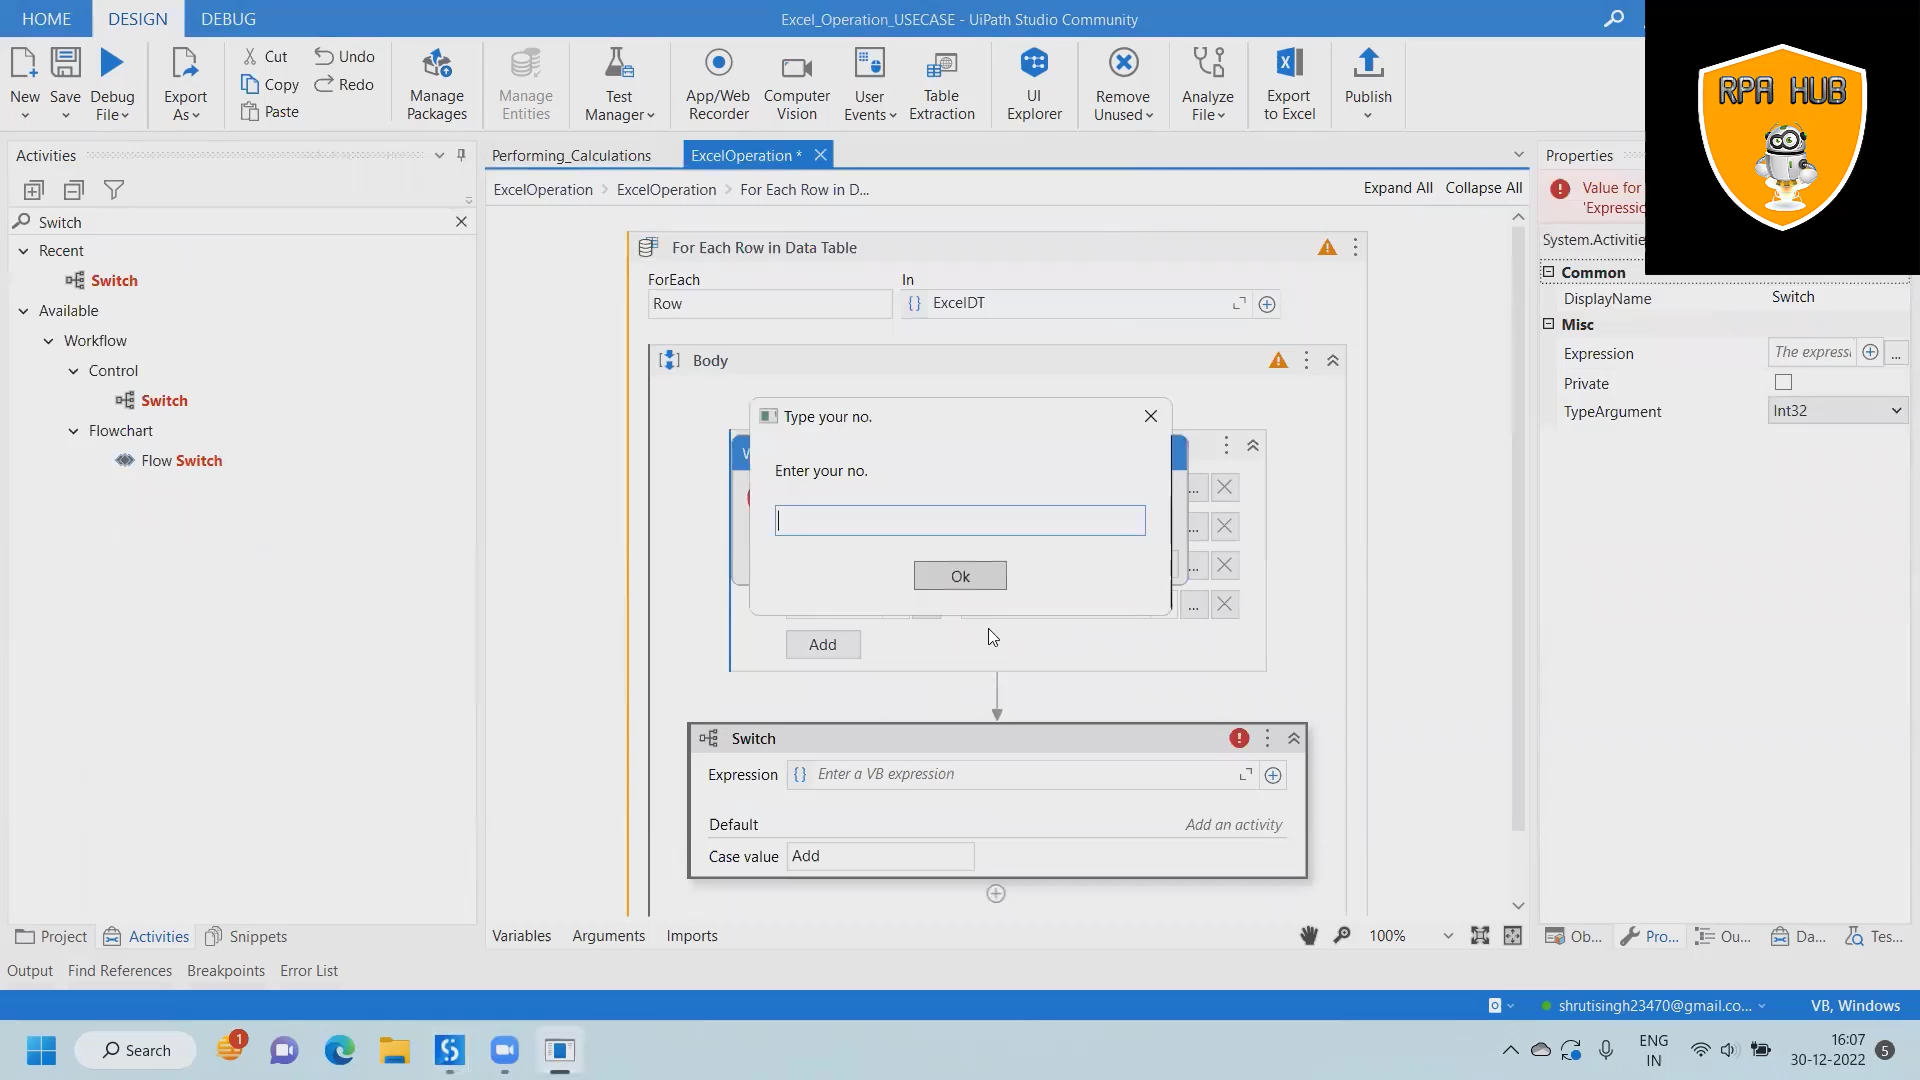 HOME DESIGN DEBUG
Excel_Operation_USECASE - UiPath Studio Community
New
Save
Debug
File
Export
As
Cut
Copy
Paste
Undo
Redo
Manage
Packages
Manage
Entities
Test
Manager
App/Web
Recorder
Computer
Vision
User
Events
Table
Extraction
UI
Explorer
Remove
Unused
Analyze
File
Export
to Excel
Publish
RPA HUB
Activities
Switch
Recent
Switch
Available
Workflow
Control
Switch
Flowchart
Flow Switch
Performing_Calculations
ExcelOperation *
ExcelOperation > ExcelOperation > For Each Row in D...
Expand All
Collapse All
For Each Row in Data Table
ForEach
In
Row
ExcelDT
Body
Type your no.
Enter your no.
Ok
Add
Switch
Expression
Enter a VB expression
Default
Add an activity
Case value
Add
Properties
Value for
'Expressio
System.Activitie
Common
DisplayName
Switch
Misc
Expression
The express
...
Private
TypeArgument
Int32
Project
Activities
Snippets
Variables
Arguments
Imports
100%
Ob...
Pro...
Ou...
Da...
Tes...
Output
Find References
Breakpoints
Error List
shrutisingh23470@gmail.co...
VB, Windows
1
Search
ENG
IN
16:07
30-12-2022
5